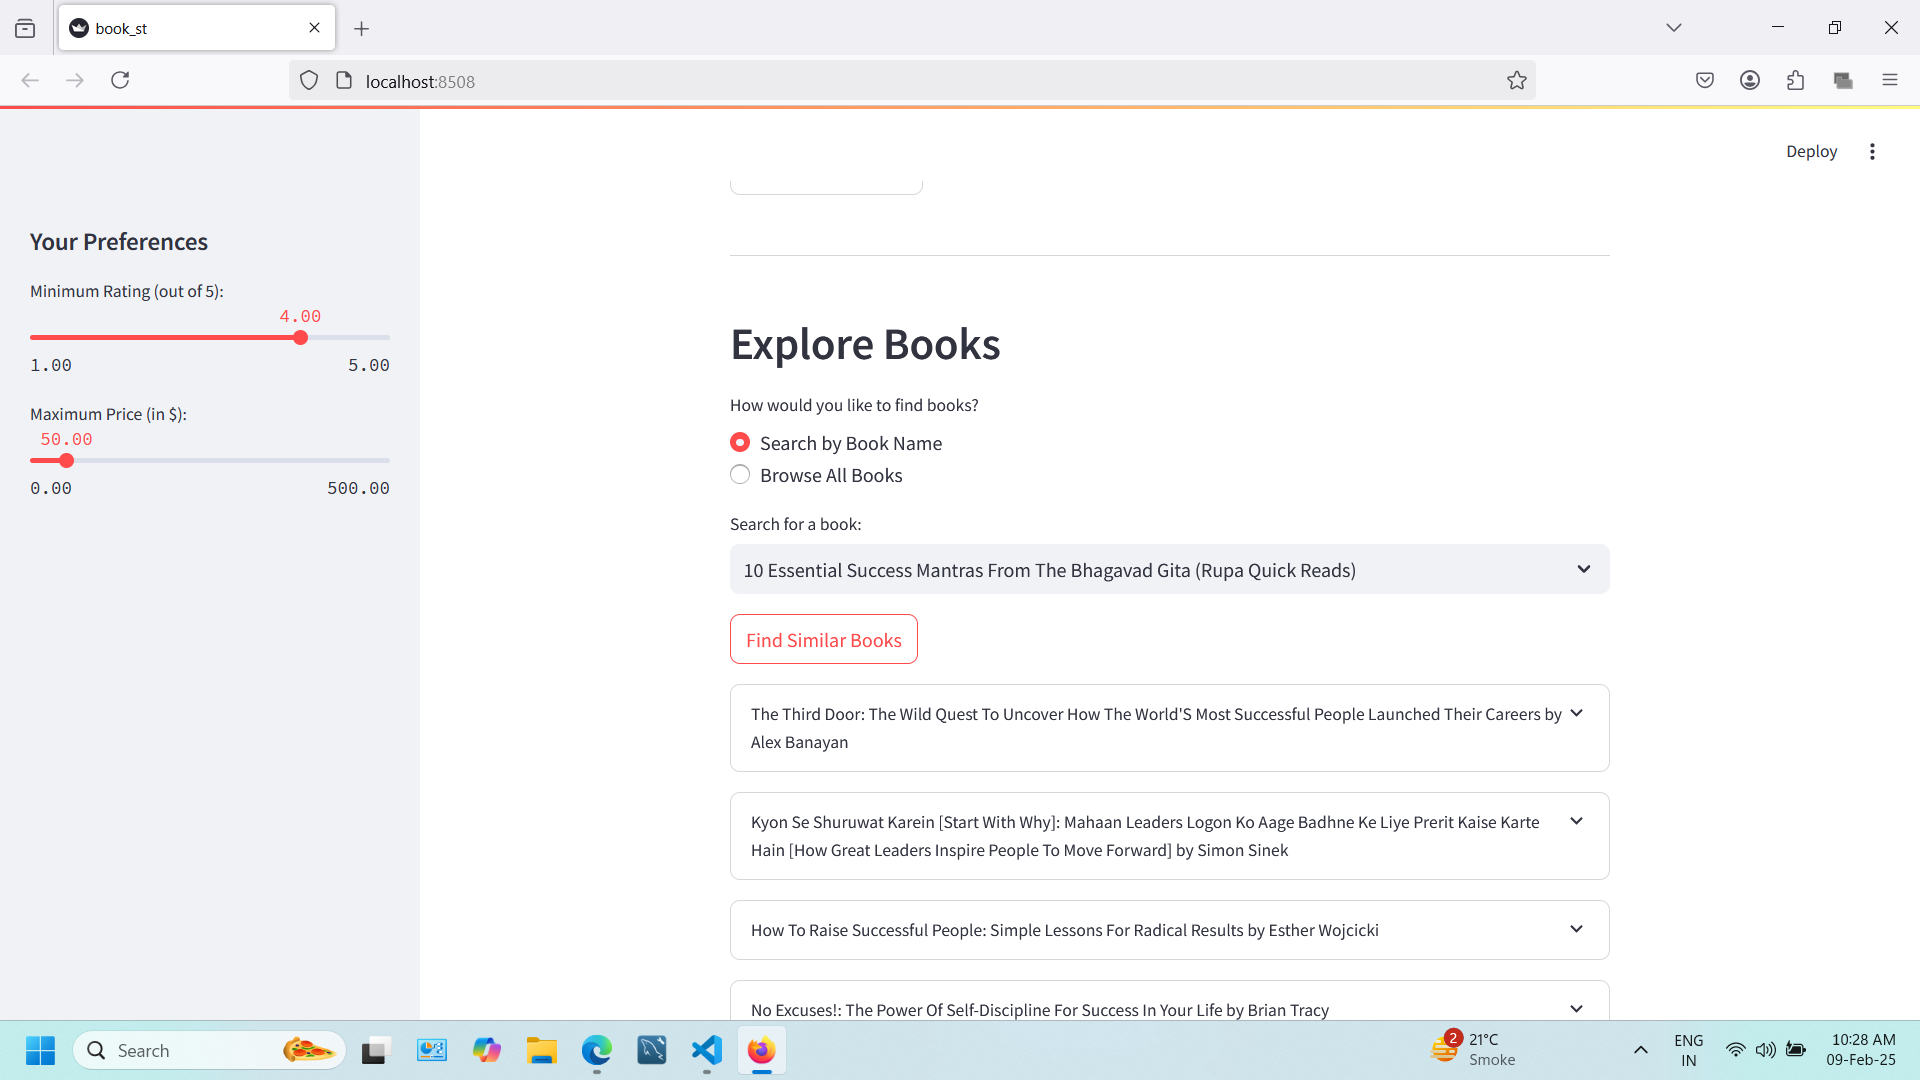 book_st
localhost:8508
Deploy
Your Preferences
Minimum Rating (out of 5):
4.00
1.00 5.00
Maximum Price (in $):
50.00
0.00 500.00
Explore Books
How would you like to find books?
Search by Book Name
Browse All Books
Search for a book:
10 Essential Success Mantras From The Bhagavad Gita (Rupa Quick Reads)
Find Similar Books
The Third Door: The Wild Quest To Uncover How The World'S Most Successful People Launched Their Careers by
Alex Banayan
Kyon Se Shuruwat Karein [Start With Why]: Mahaan Leaders Logon Ko Aage Badhne Ke Liye Prerit Kaise Karte
Hain [How Great Leaders Inspire People To Move Forward] by Simon Sinek
How To Raise Successful People: Simple Lessons For Radical Results by Esther Wojcicki
No Excuses!: The Power Of Self-Discipline For Success In Your Life by Brian Tracy
Search
2
21°C
Smoke
ENG
IN
10:28 AM
09-Feb-25